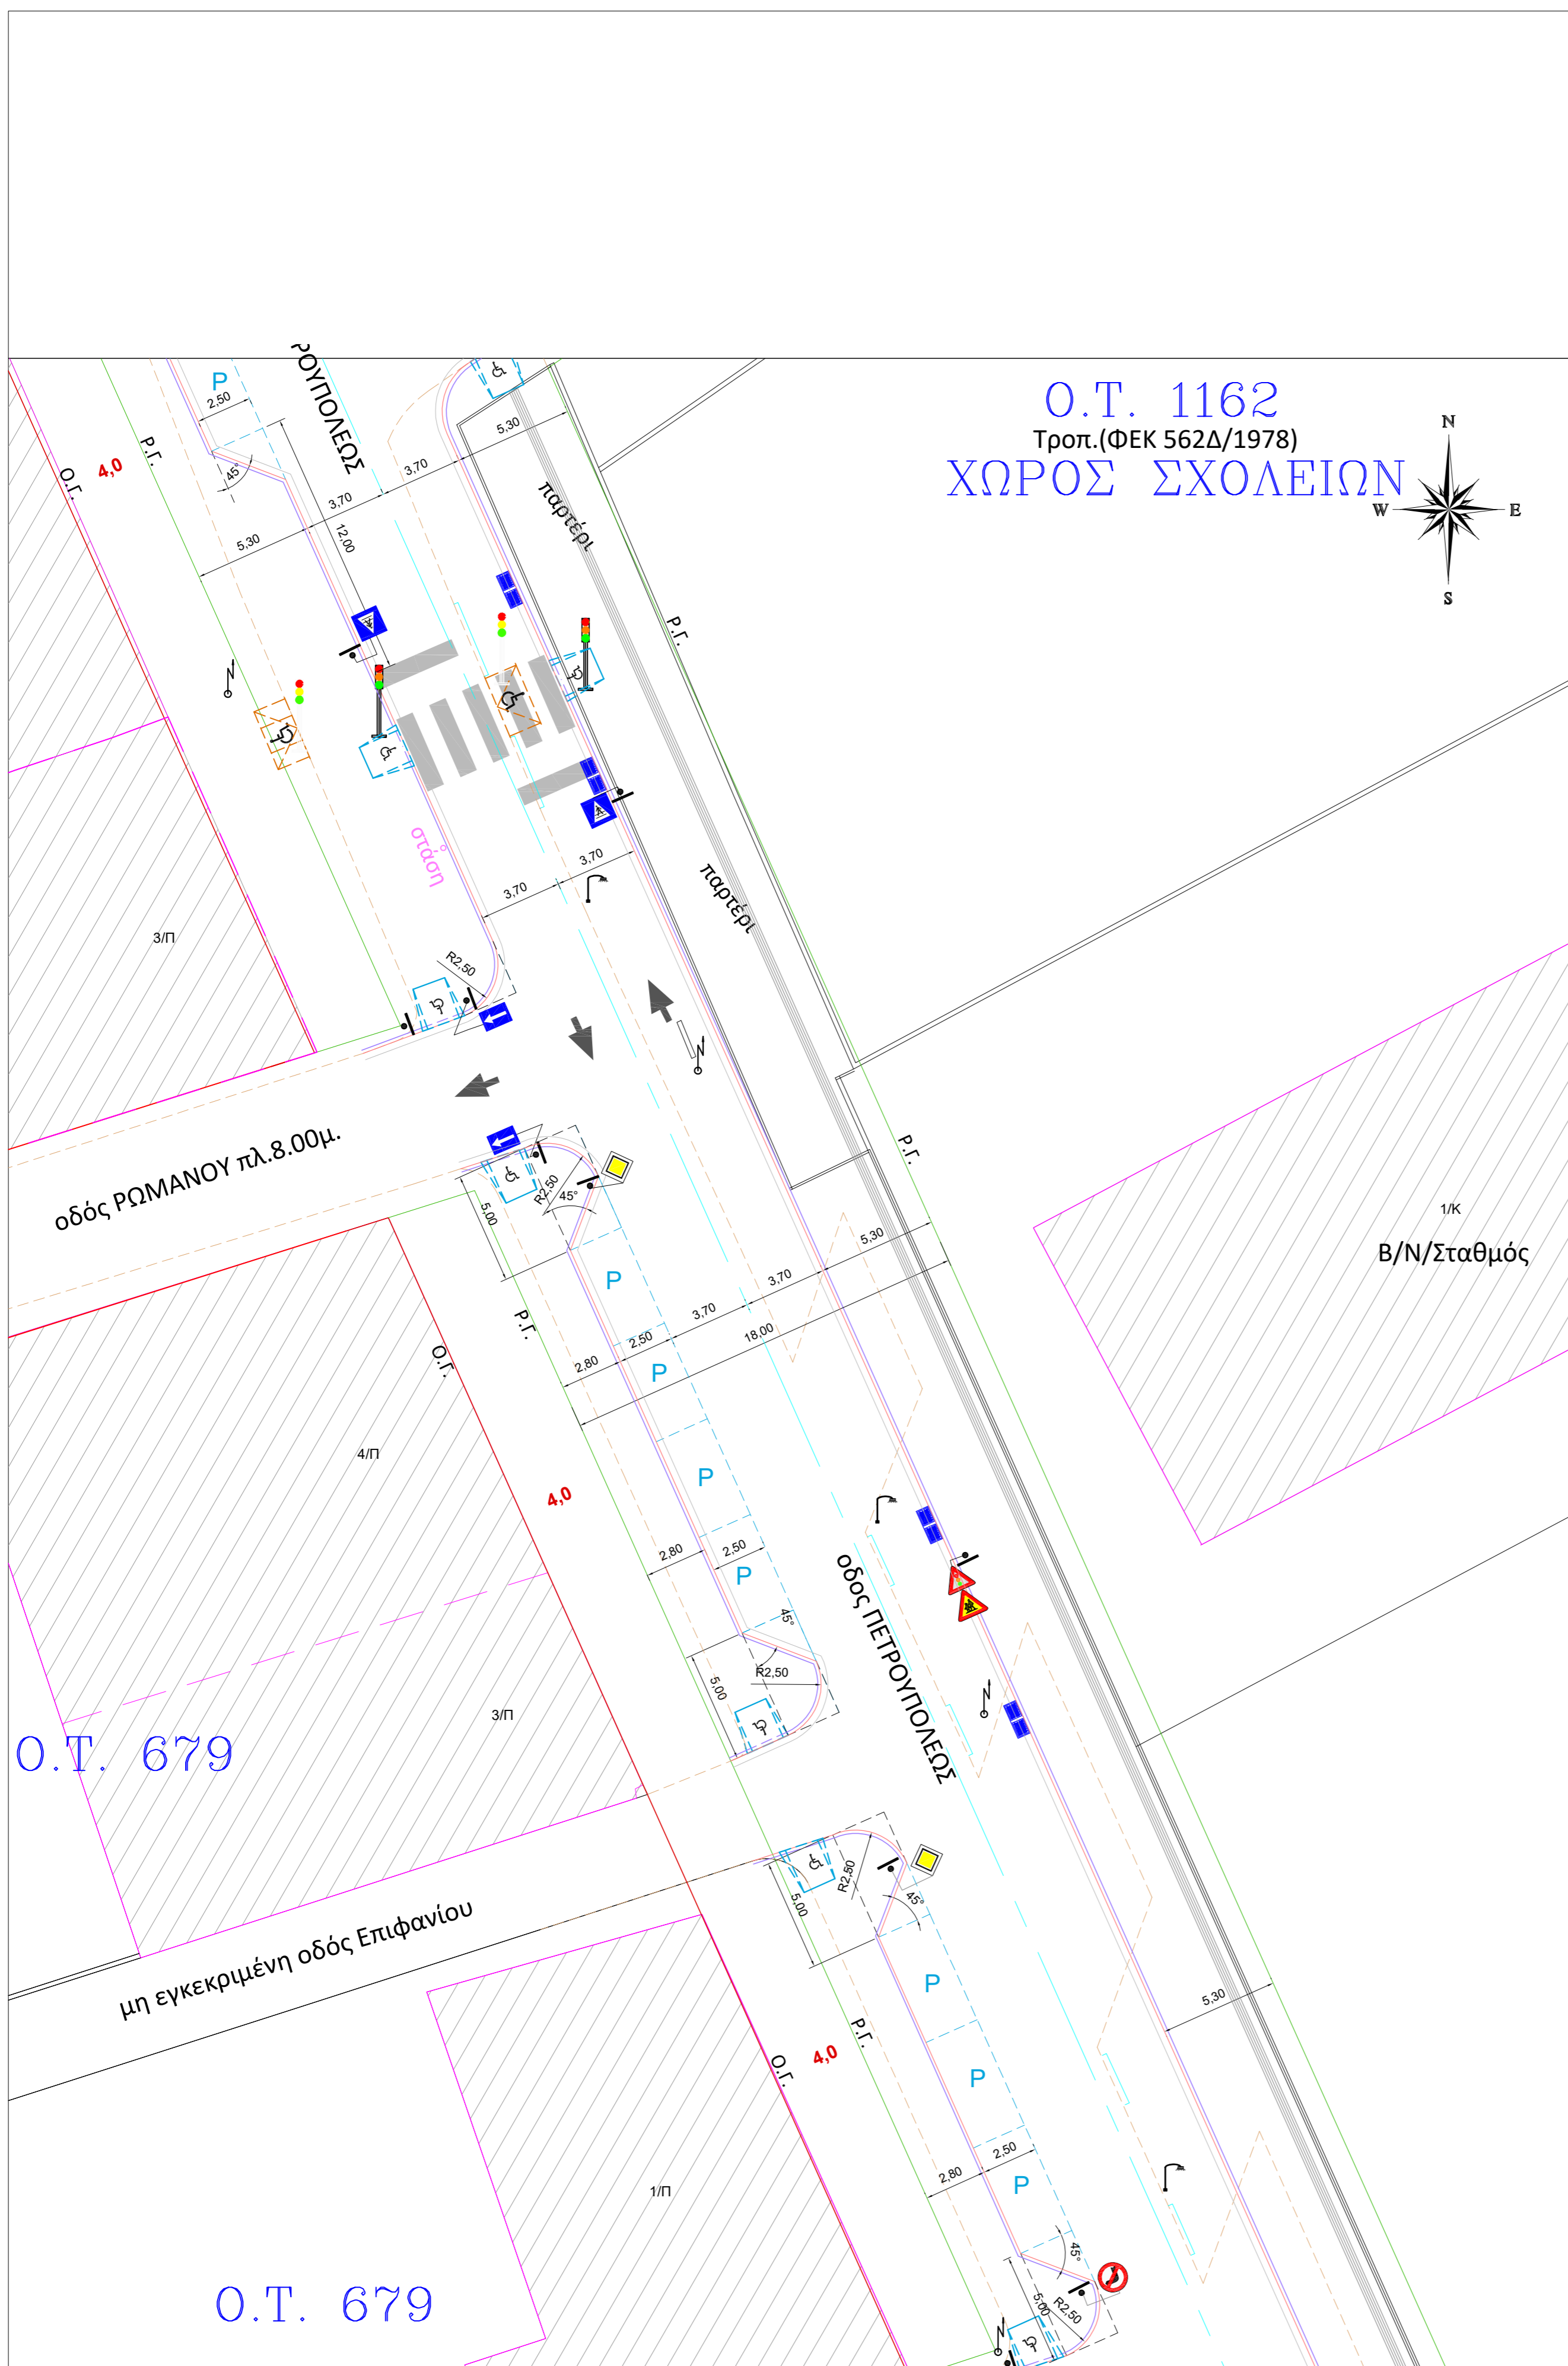 Ο.Τ. 1162
Τροπ.(ΦΕΚ 562Δ/1978)
ΧΩΡΟΣ ΣΧΟΛΕΙΩΝ
N
W
E
S
ΡΟΥΠΟΛΕΩΣ
P
2,50
5,30
Ρ.Γ.
Ο.Γ.
4,0
45°
3,70
3,70
12,00
5,30
παρτέρι
Ρ.Γ.
στάση
3,70
3,70
παρτέρι
3/Π
R2,50
οδός ΡΩΜΑΝΟΥ πλ.8.00μ.
R2,50
45°
5,00
Ρ.Γ.
1/Κ
Β/Ν/Σταθμός
P
5,30
3,70
3,70
2,50
2,80
18,00
Ρ.Γ.
Ο.Γ.
P
4/Π
P
4,0
2,80
2,50
P
45°
οδος ΠΕΤΡΟΥΠΟΛΕΩΣ
R2,50
5,00
3/Π
Ο.Τ. 679
R2,50
45°
5,00
μη εγκεκριμένη οδός Επιφανίου
P
5,30
Ρ.Γ.
4,0
Ο.Γ.
P
2,50
2,80
P
1/Π
45°
5,00
R2,50
Ο.Τ. 679